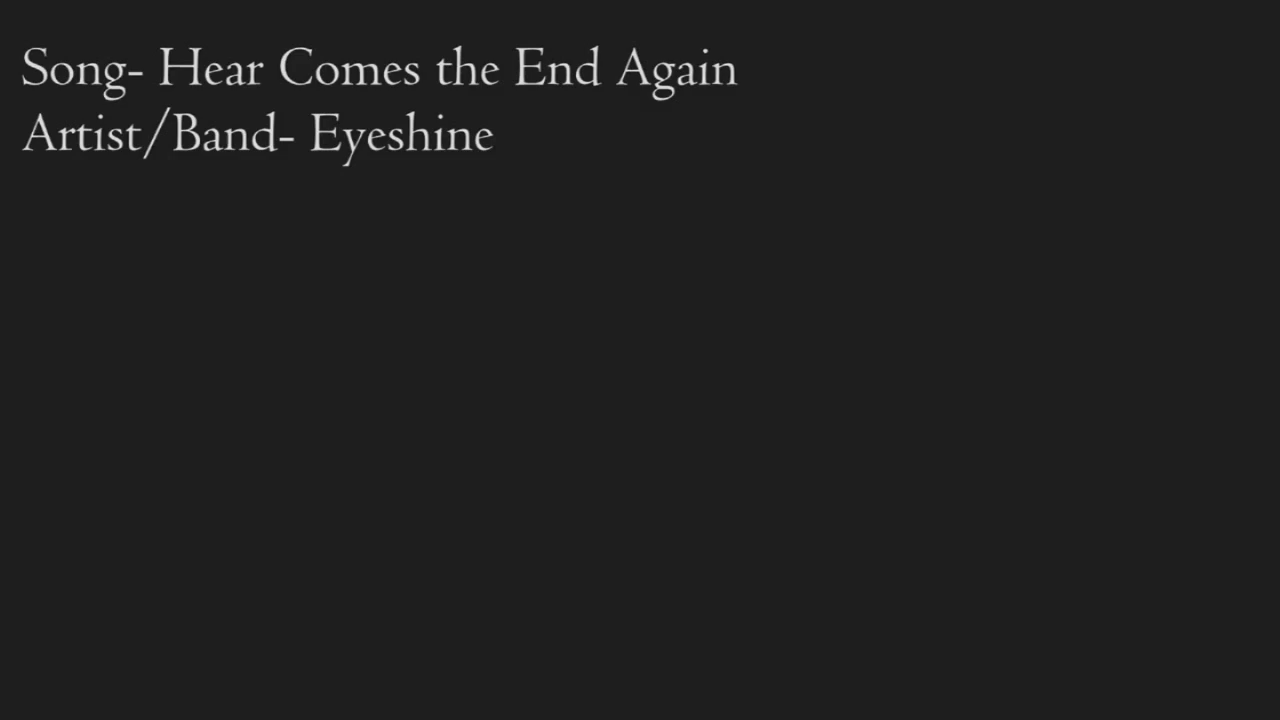 Song- Hear Comes the End Again
Artist/Band- Eyeshine